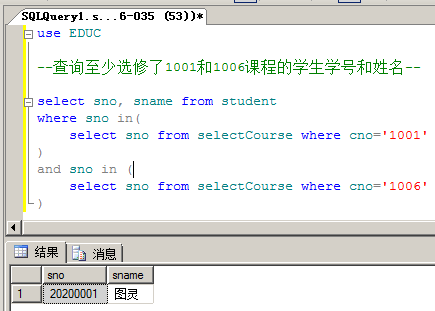 SQLQuery1.s...6-035 (53))*
use EDUC
--查询至少选修了1001和1006课程的学生学号和姓名--
select sno, sname from student
where sno in(
select sno from selectCourse where cno='1001'
)
and sno in (
select sno from selectCourse where cno='1006'
)
结果 消息
sno sname
1 20200001 图灵